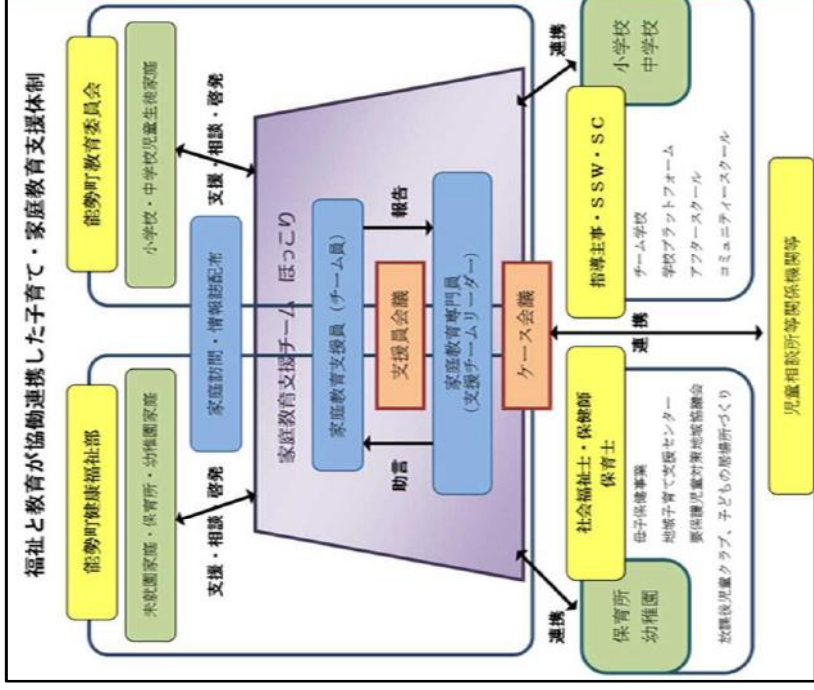 福祉と教育が協働連携した子育て・家庭教育支援体制
能勢町健康福祉部
能勢町教育委員会
未就園家庭・保育所・幼稚園家庭
小学校・中学校児童生徒家庭
支援・相談・啓発
家庭訪問・情報誌配布
支援・相談・啓発
家庭教育支援チーム ほっこり
家庭教育支援員(チーム員)
助言
支援員会議
報告
家庭教育専門員
(支援チームリーダー)
連携
ケース会議
連携
保育所
幼稚園
社会福祉士・保健師
保育士
母子保健事業
地域子育て支援センター
要保護児童対策地域協議会
放課後児童クラブ、子どもの居場所づくり
連携
指導主事・SSW・SC
小学校
中学校
チーム学校
学校プラットフォーム
アフタースクール
コミュニティースクール
児童相談所等関係機関等